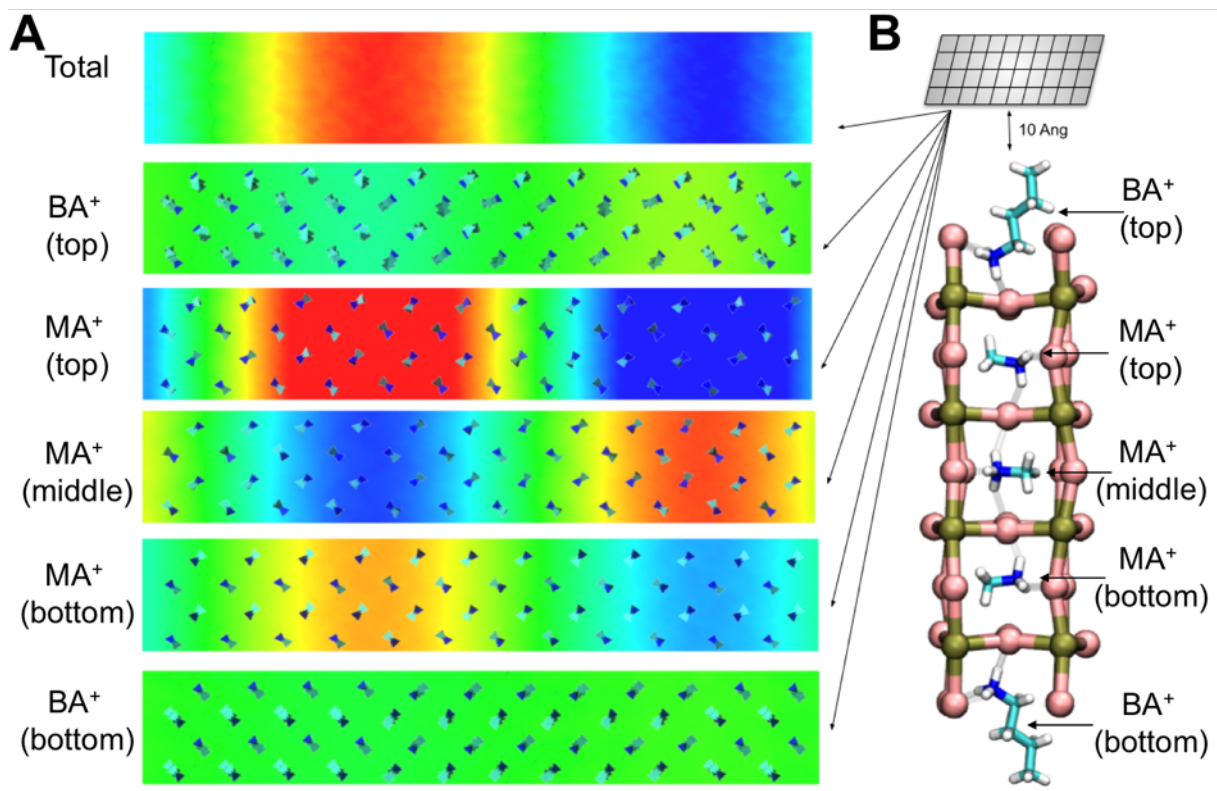 A
Total
BA+
(top)
MA+
(top)
MA+
(middle)
MA+
(bottom)
BA+
(bottom)
B
10 Ang
BA+
(top)
MA+
(top)
MA+
(middle)
MA+
(bottom)
BA+
(bottom)